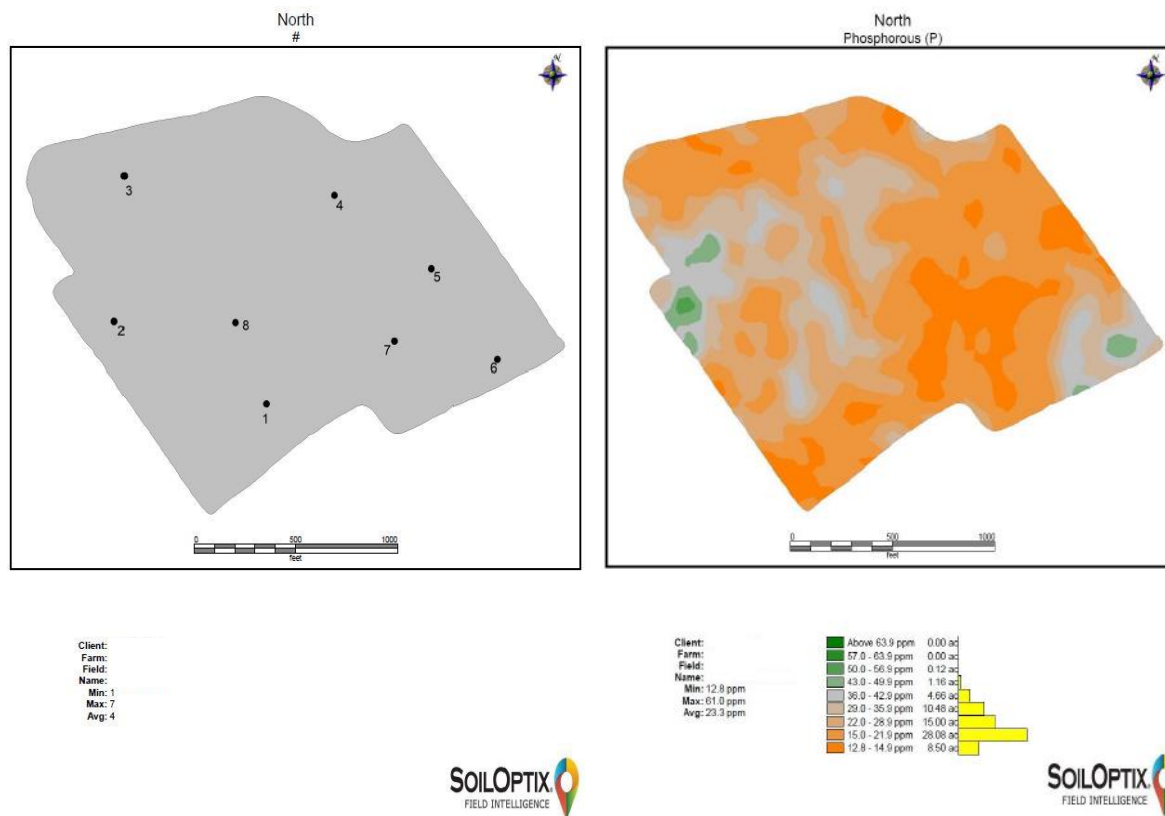 North
#
N
3
4
5
2
8
7
6
1
0
500
1000
feet
Client:
Farm:
Field:
Name:
Min: 1
Max: 7
Avg: 4
SOILOPTIX.
FIELD INTELLIGENCE
North
Phosphorous (P)
N
0
500
1000
feet
Client:
Farm:
Field:
Name:
Min: 12.8 ppm
Max: 61.0 ppm
Avg: 23.3 ppm
Above 63.9 ppm 0.00 ac
57.0 - 63.9 ppm 0.00 ac
50.0 - 56.9 ppm 0.12 ac
43.0 - 49.9 ppm 1.16 ac
36.0 - 42.9 ppm 4.66 ac
29.0 - 35.9 ppm 10.48 ac
22.0 - 28.9 ppm 15.00 ac
15.0 - 21.9 ppm 28.08 ac
12.8 - 14.9 ppm 8.50 ac
SOILOPTIX
FIELD INTELLIGENCE